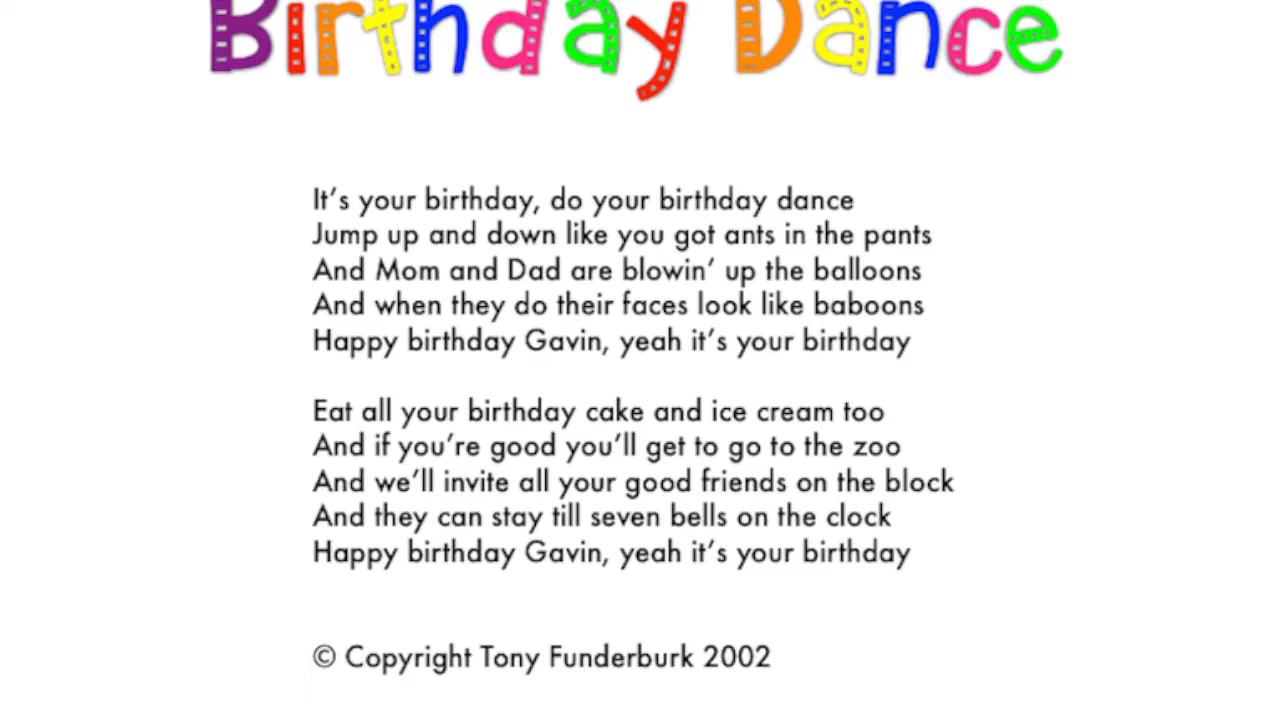 Birthday Dance
It’s your birthday, do your birthday dance
Jump up and down like you got ants in the pants
And Mom and Dad are blowin’ up the balloons
And when they do their faces look like baboons
Happy birthday Gavin, yeah it’s your birthday
Eat all your birthday cake and ice cream too
And if you’re good you’ll get to go to the zoo
And we’ll invite all your good friends on the block
And they can stay till seven bells on the clock
Happy birthday Gavin, yeah it’s your birthday
© Copyright Tony Funderburk 2002